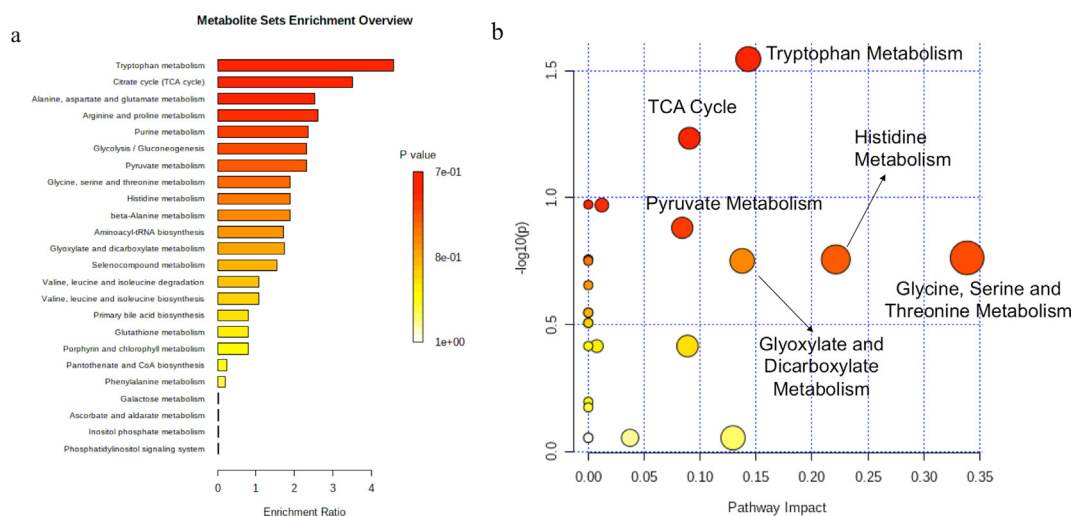 a
Metabolite Sets Enrichment Overview
Tryptophan metabolism
Citrate cycle (TCA cycle)
Alanine, aspartate and glutamate metabolism
Arginine and proline metabolism
Purine metabolism
Glycolysis / Gluconeogenesis
Pyruvate metabolism
Glycine, serine and threonine metabolism
Histidine metabolism
beta-Alanine metabolism
Aminoacyl-tRNA biosynthesis
Glyoxylate and dicarboxylate metabolism
Selenocompound metabolism
Valine, leucine and isoleucine degradation
Valine, leucine and isoleucine biosynthesis
Primary bile acid biosynthesis
Glutathione metabolism
Porphyrin and chlorophyll metabolism
Pantothenate and CoA biosynthesis
Phenylalanine metabolism
Galactose metabolism
Ascorbate and aldarate metabolism
Inositol phosphate metabolism
Phosphatidylinositol signaling system
0 1 2 3 4
Enrichment Ratio
P value
7e-01
8e-01
1e+00
b
Tryptophan Metabolism
TCA Cycle
Histidine
Metabolism
Pyruvate Metabolism
Glycine, Serine and
Threonine Metabolism
Glyoxylate and
Dicarboxylate
Metabolism
-log10(p)
1.5
1.0
0.5
0.0
0.00 0.05 0.10 0.15 0.20 0.25 0.30 0.35
Pathway Impact